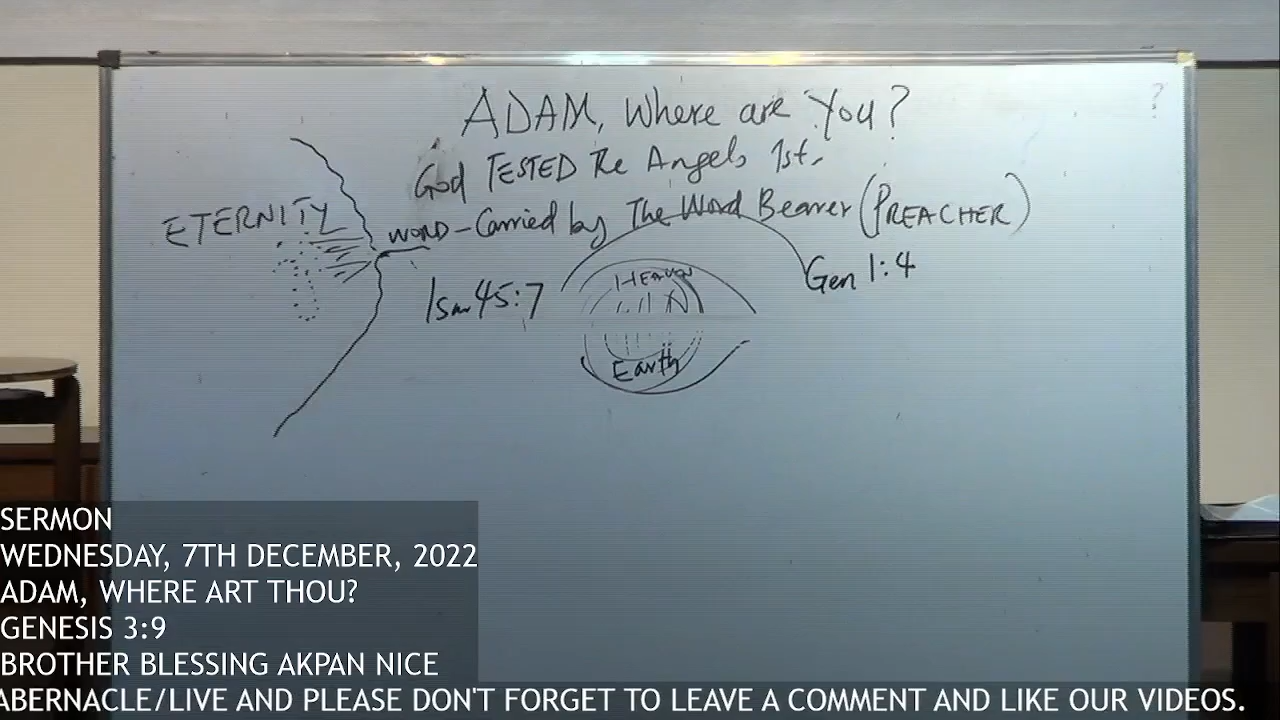 ADAM, Where are You?
God TESTED The Angels 1st.
ETERNITY
WORD - Carried by The Word Bearer (PREACHER)
Gen 1:4
Isa 45:7
HEAVEN
Earth
?
SERMON
WEDNESDAY, 7TH DECEMBER, 2022
ADAM, WHERE ART THOU?
GENESIS 3:9
BROTHER BLESSING AKPAN NICE
ABERNACLE/LIVE AND PLEASE DON'T FORGET TO LEAVE A COMMENT AND LIKE OUR VIDEOS.